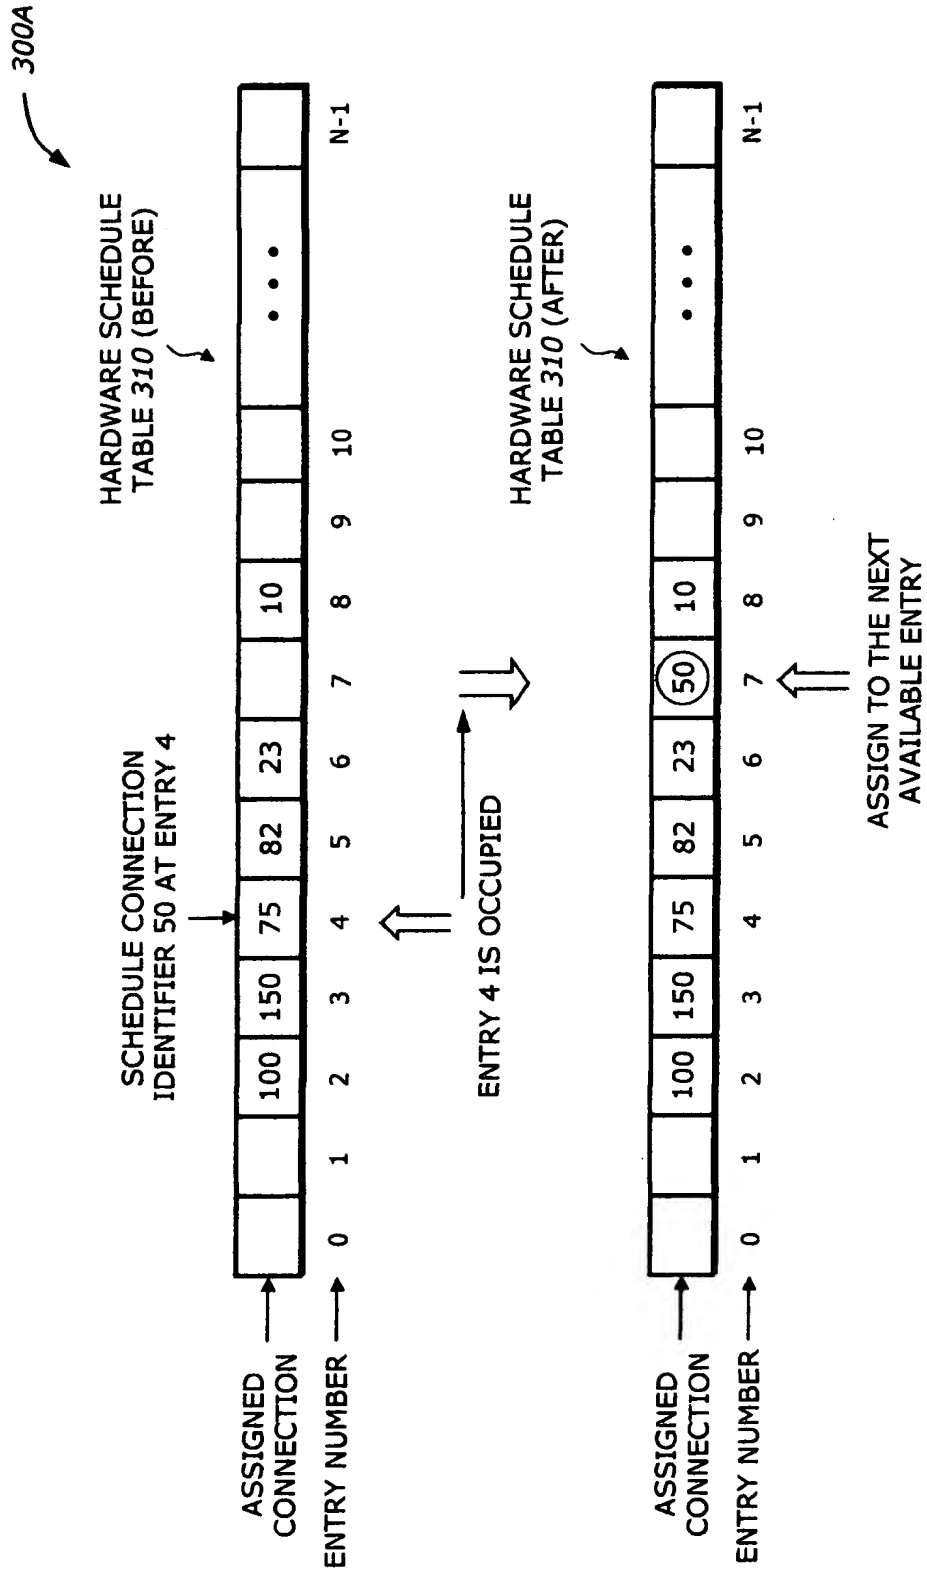 300A
HARDWARE SCHEDULE
TABLE 310 (BEFORE)
SCHEDULE CONNECTION
IDENTIFIER 50 AT ENTRY 4
ASSIGNED
CONNECTION
100 150 75 82 23 10 • • •
ENTRY NUMBER
0 1 2 3 4 5 6 7 8 9 10 N-1
ENTRY 4 IS OCCUPIED
HARDWARE SCHEDULE
TABLE 310 (AFTER)
ASSIGNED
CONNECTION
100 150 75 82 23 50 10 • • •
ENTRY NUMBER
0 1 2 3 4 5 6 7 8 9 10 N-1
ASSIGN TO THE NEXT
AVAILABLE ENTRY